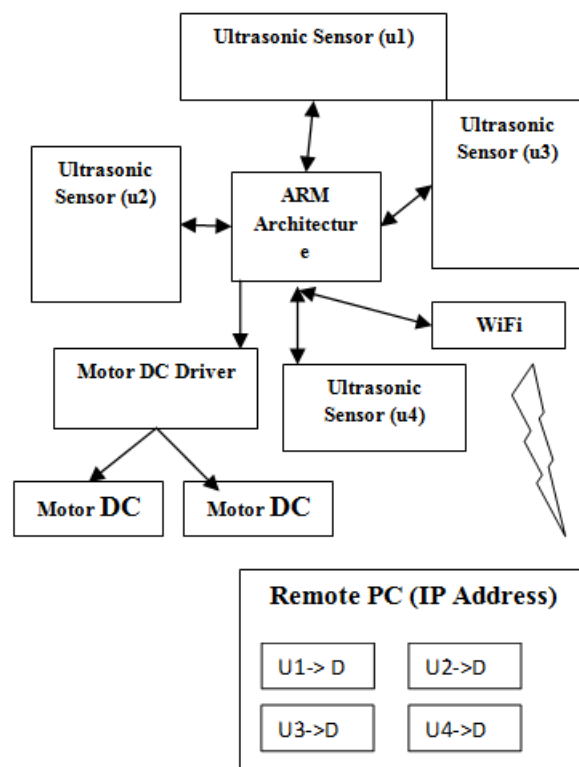 Ultrasonic Sensor (u1)
Ultrasonic
Sensor (u3)
Ultrasonic
Sensor (u2)
ARM
Architectur
e
WiFi
Motor DC Driver
Ultrasonic
Sensor (u4)
Motor DC
Motor DC
Remote PC (IP Address)
U1-> D
U2->D
U3->D
U4->D